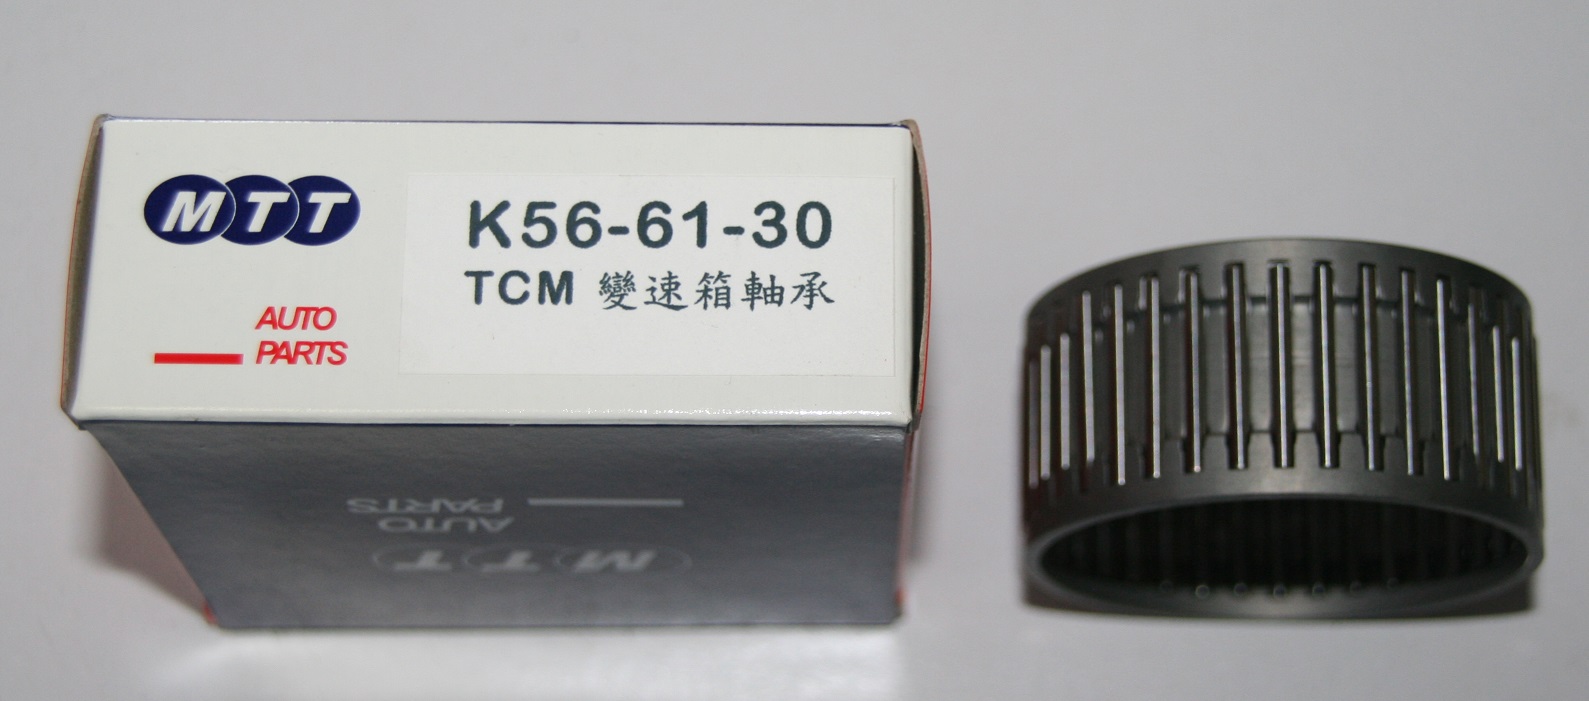 MTT
AUTO
PARTS
K56-61-30
TCM 變速箱軸承
MTT
AUTO
PARTS